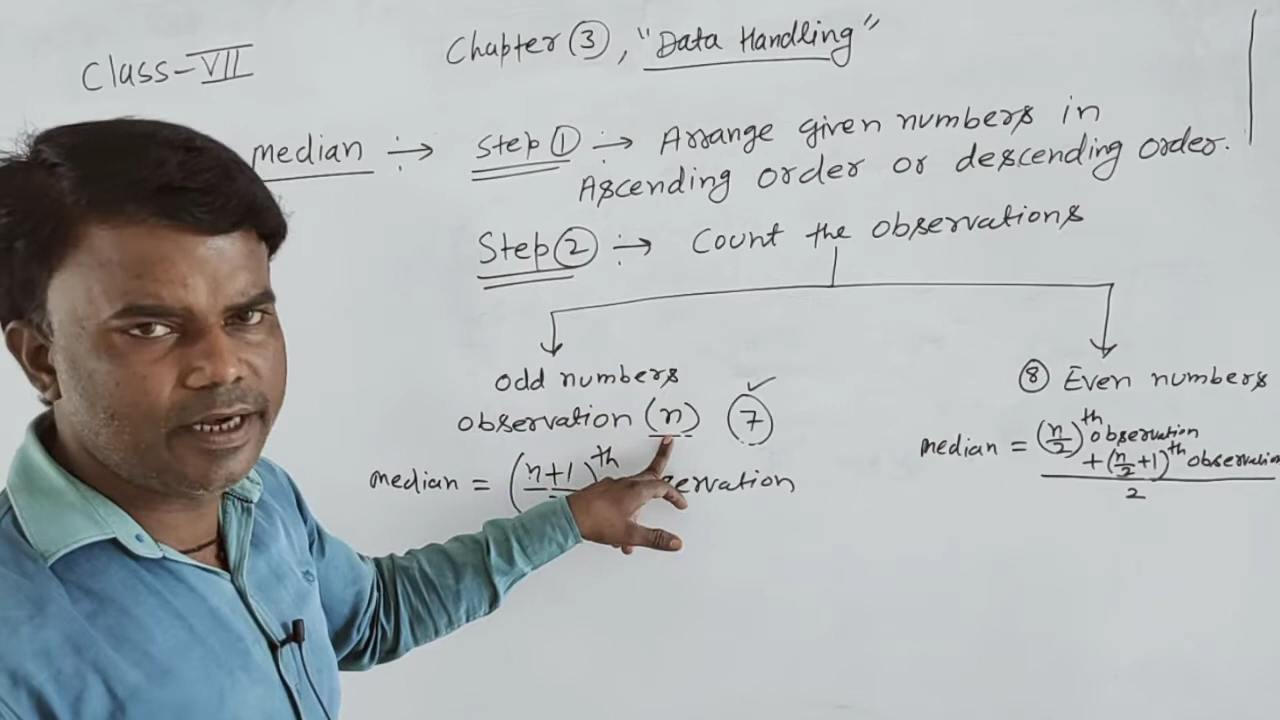 Class-VII
Chapter ③, "Data Handling"
median ÷→ Step ① ÷→ Arrange given numbers in
Ascending order or descending order.
Step ② ÷→ Count the observations
odd numbers
observation (n) ⑦ ✓
median = (n+1 )th
⑧ Even numbers
median = (n/2)th observation
+ (n/2+1)th observation
2